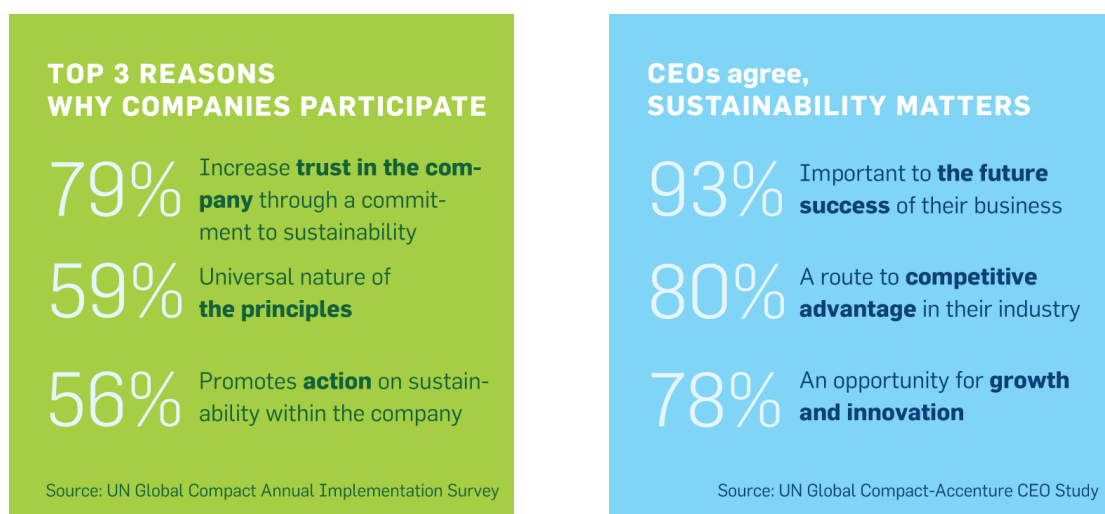 TOP 3 REASONS
WHY COMPANIES PARTICIPATE
79%
Increase trust in the com-
pany through a commit-
ment to sustainability
59%
Universal nature of
the principles
56%
Promotes action on sustain-
ability within the company
Source: UN Global Compact Annual Implementation Survey
CEOs agree,
SUSTAINABILITY MATTERS
93%
Important to the future
success of their business
80%
A route to competitive
advantage in their industry
78%
An opportunity for growth
and innovation
Source: UN Global Compact-Accenture CEO Study